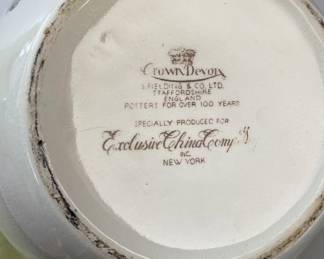 Crown Devon
S. FIELDING & CO. LTD.
STAFFORDSHIRE
ENGLAND
POTTERS FOR OVER 100 YEARS
SPECIALLY PRODUCED FOR
Exclusive China Comp'y
INC.
NEW YORK